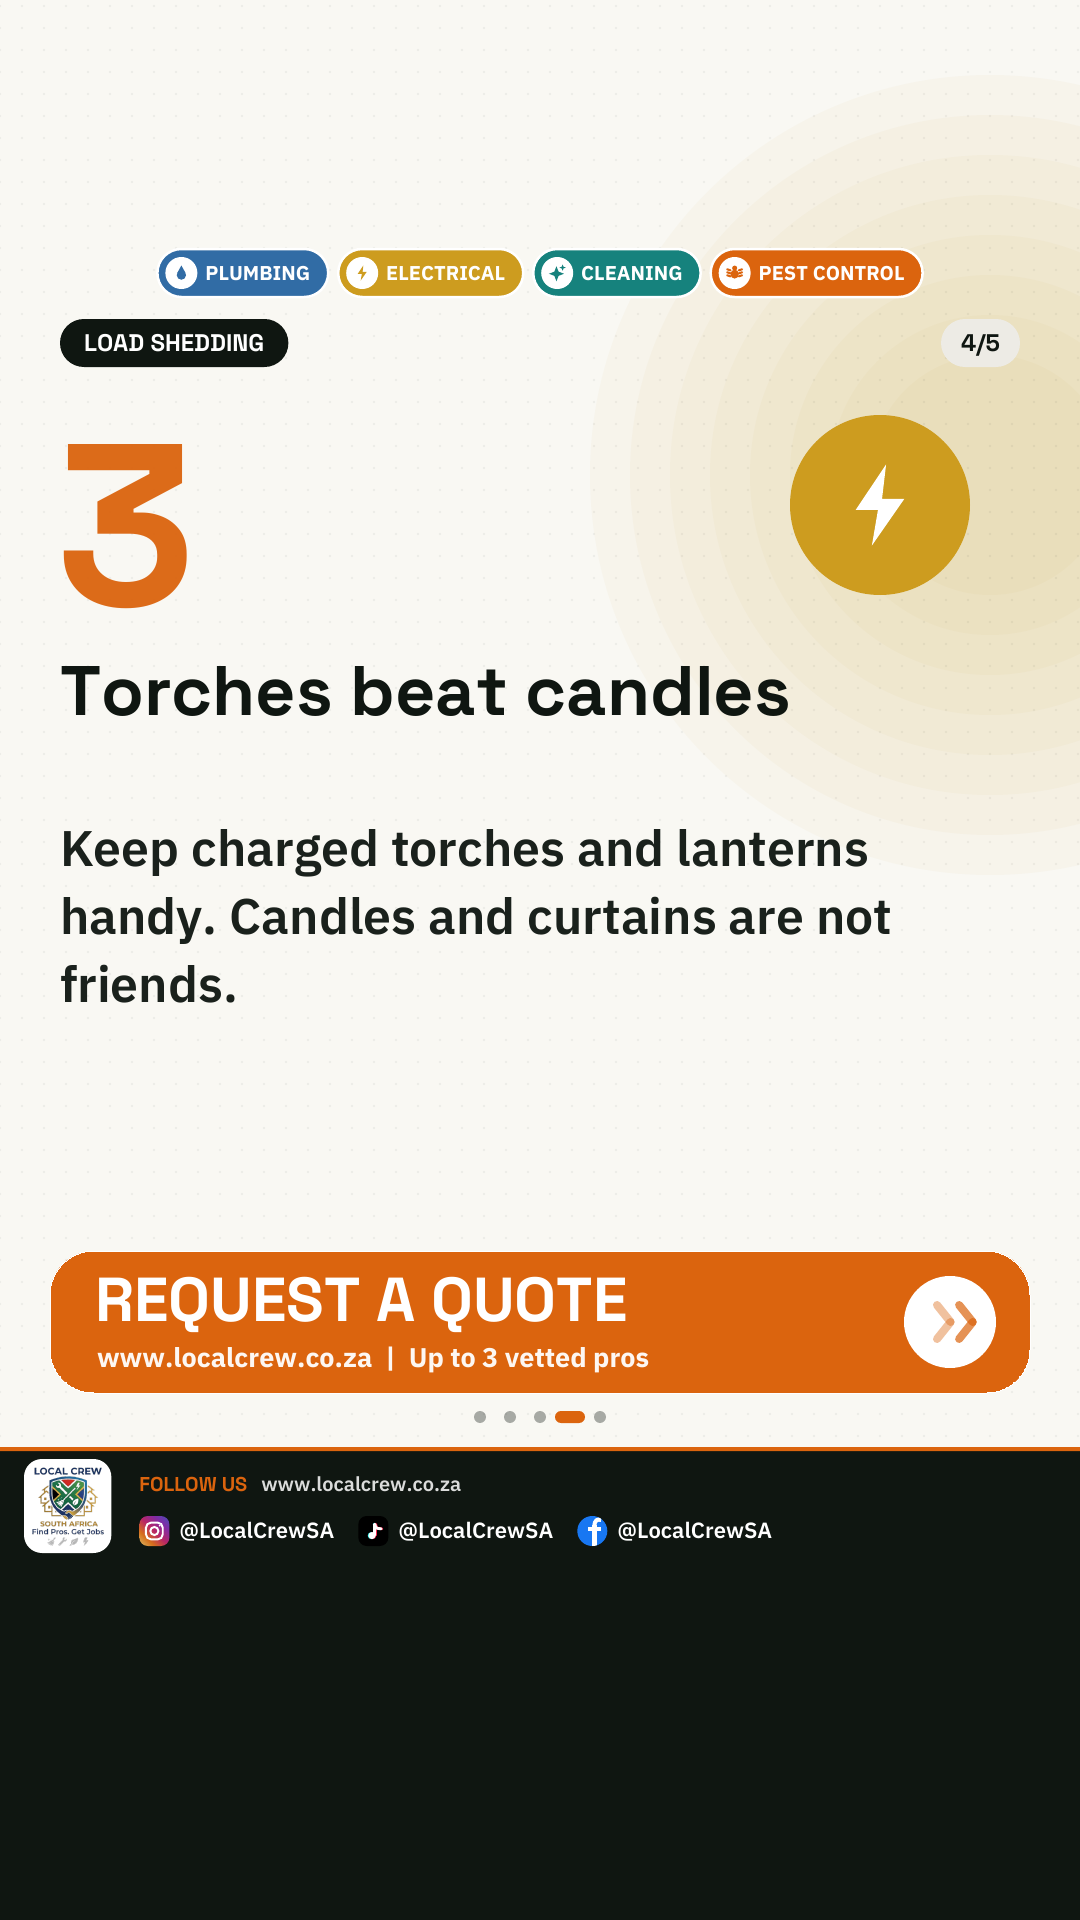 PLUMBING ELECTRICAL CLEANING PEST CONTROL
LOAD SHEDDING 4/5
3
Torches beat candles
Keep charged torches and lanterns
handy. Candles and curtains are not
friends.
REQUEST A QUOTE
www.localcrew.co.za | Up to 3 vetted pros
LOCAL CREW
SOUTH AFRICA
Find Pros. Get Jobs
FOLLOW US www.localcrew.co.za
@LocalCrewSA @LocalCrewSA @LocalCrewSA